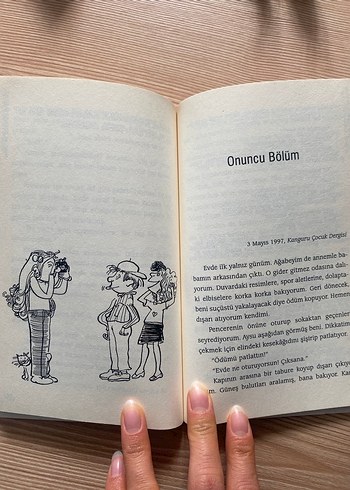 Onuncu Bölüm
3 Mayıs 1997, Kanguru Çocuk Dergisi
Evde ilk yalnız günüm. Ağabeyim de annemle ba-
bamın arkasından çıktı. O gider gitmez odasına dalı-
yorum. Duvardaki resimlere, spor aletlerine, dolapta-
ki elbiselere korka korka bakıyorum. Geri dönecek,
beni suçüstü yakalayacak diye ödüm kopuyor. Hemen
dışarı atıyorum kendimi.
Pencerenin önüne oturup sokaktan geçenleri
seyrediyorum. Aysu aşağıdan görmüş beni. Dikkatimi
çekmek için elindeki kesekâğıdını şişirip patlatıyor.
"Ödümü patlattın!"
"Evde ne oturuyorsun! Çıksana."
Kapının arasına bir tabure koyup dışarı çıkıyo
m. Güneş bulutları aralamış, bana bakıyor.